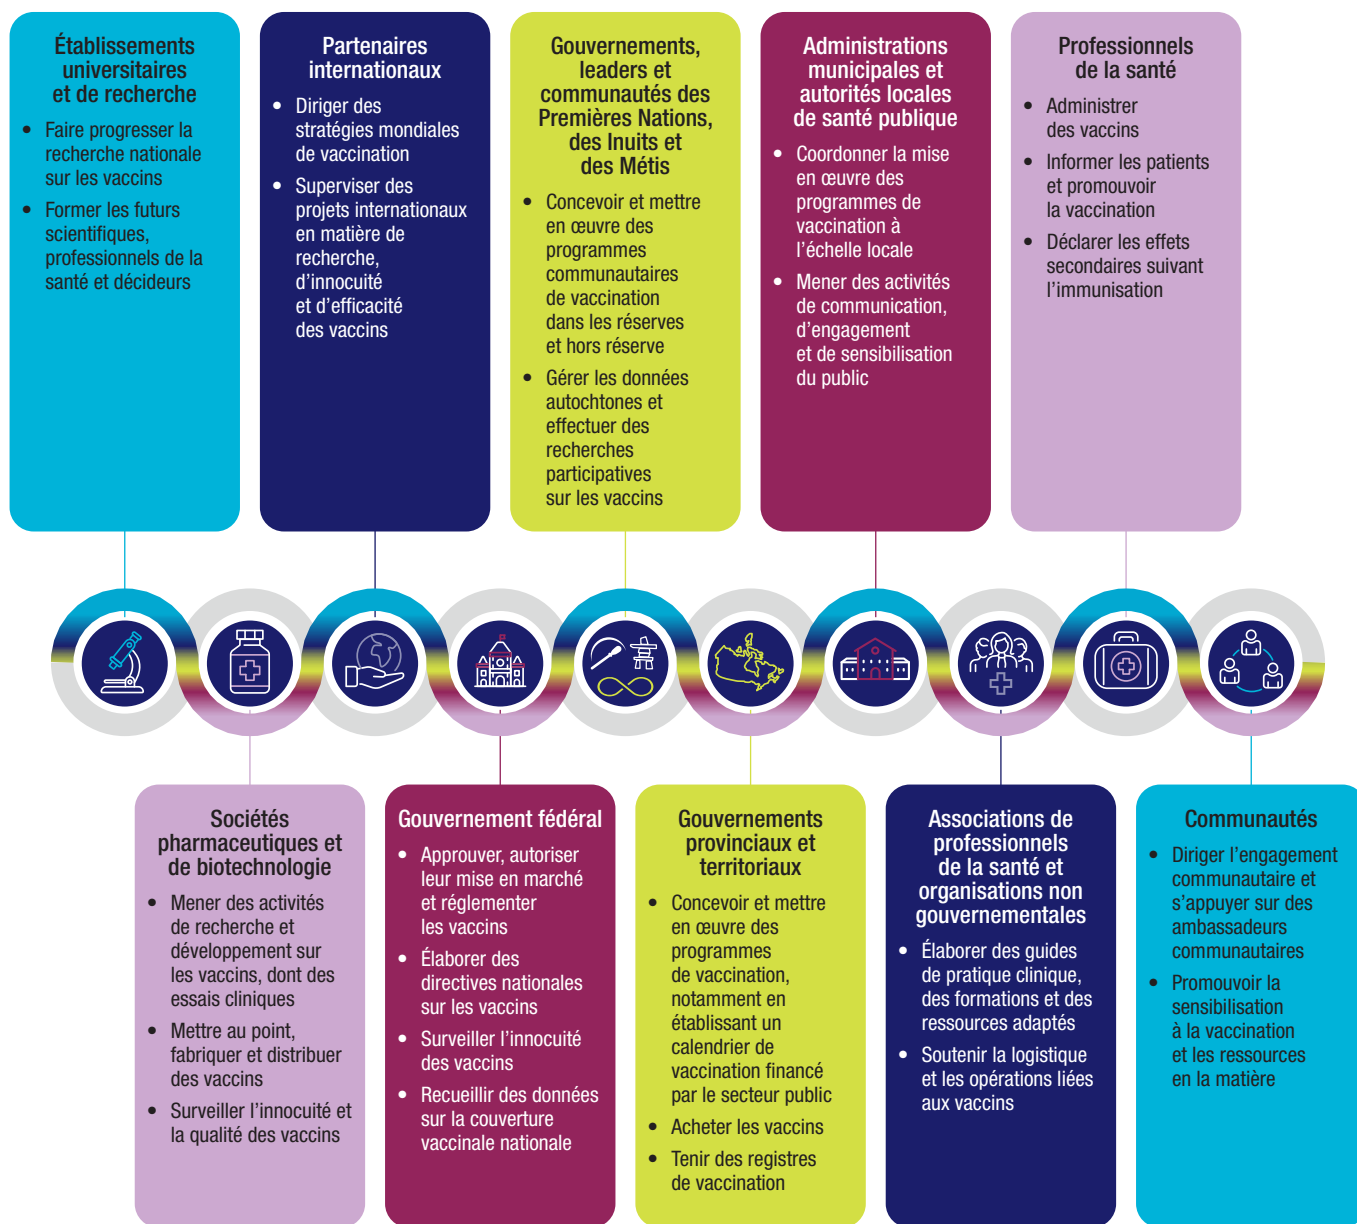 Établissements
universitaires
et de recherche
• Faire progresser la
recherche nationale
sur les vaccins
• Former les futurs
scientifiques,
professionnels de la
santé et décideurs
Partenaires
internationaux
• Diriger des
stratégies mondiales
de vaccination
• Superviser des
projets internationaux
en matière de
recherche,
d’innocuité
et d’efficacité
des vaccins
Gouvernements,
leaders et
communautés des
Premières Nations,
des Inuits et
des Métis
• Concevoir et mettre
en œuvre des
programmes
communautaires
de vaccination
dans les réserves
et hors réserve
• Gérer les données
autochtones et
effectuer des
recherches
participatives
sur les vaccins
Administrations
municipales et
autorités locales
de santé publique
• Coordonner la mise
en œuvre des
programmes de
vaccination à
l’échelle locale
• Mener des activités
de communication,
d’engagement
et de sensibilisation
du public
Professionnels
de la santé
• Administrer
des vaccins
• Informer les patients
et promouvoir
la vaccination
• Déclarer les effets
secondaires suivant
l’immunisation
Sociétés
pharmaceutiques et
de biotechnologie
• Mener des activités
de recherche et
développement sur
les vaccins, dont des
essais cliniques
• Mettre au point,
fabriquer et distribuer
des vaccins
• Surveiller l’innocuité et
la qualité des vaccins
Gouvernement fédéral
• Approuver, autoriser
leur mise en marché
et réglementer
les vaccins
• Élaborer des
directives nationales
sur les vaccins
• Surveiller l’innocuité
des vaccins
• Recueillir des données
sur la couverture
vaccinale nationale
Gouvernements
provinciaux et
territoriaux
• Concevoir et mettre
en œuvre des
programmes
de vaccination,
notamment en
établissant un
calendrier de
vaccination financé
par le secteur public
• Acheter les vaccins
• Tenir des registres
de vaccination
Associations de
professionnels
de la santé et
organisations non
gouvernementales
• Élaborer des guides
de pratique clinique,
des formations et des
ressources adaptés
• Soutenir la logistique
et les opérations liées
aux vaccins
Communautés
• Diriger l’engagement
communautaire et
s’appuyer sur des
ambassadeurs
communautaires
• Promouvoir la
sensibilisation
à la vaccination
et les ressources
en la matière